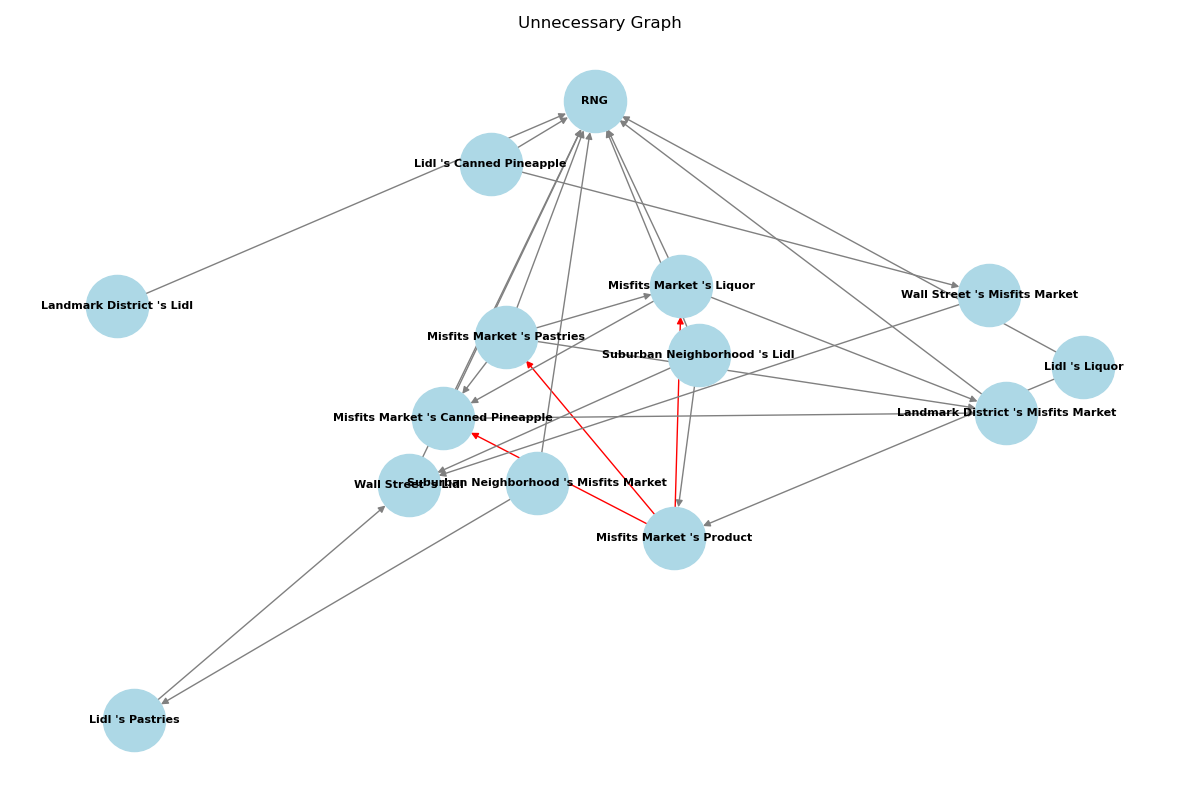 Unnecessary Graph
RNG
Lidl 's Canned Pineapple
Misfits Market 's Liquor
Wall Street 's Misfits Market
Landmark District 's Lidl
Misfits Market 's Pastries
Suburban Neighborhood 's Lidl
Lidl 's Liquor
Landmark District 's Misfits Market
Misfits Market 's Canned Pineapple
Wall Street 's Lidl
Suburban Neighborhood 's Misfits Market
Misfits Market 's Product
Lidl 's Pastries